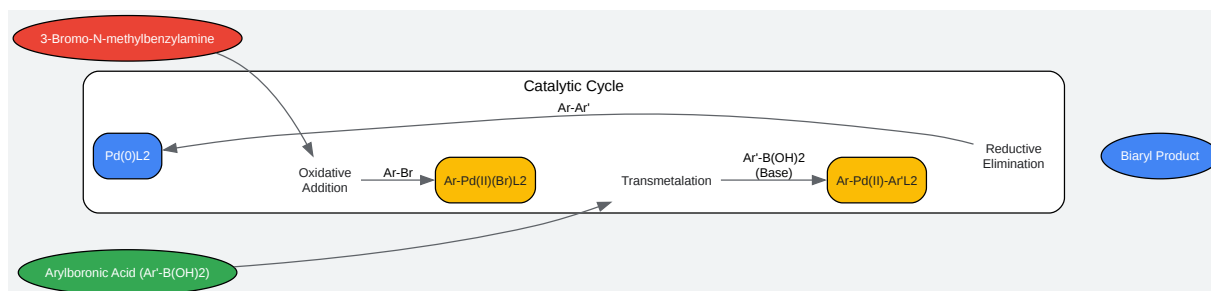 3-Bromo-N-methylbenzylamine
Catalytic Cycle
Ar-Ar'
Pd(0)L2
Oxidative
Addition
Ar-Br
Ar-Pd(II)(Br)L2
Transmetalation
Ar'-B(OH)2
(Base)
Ar-Pd(II)-Ar'L2
Reductive
Elimination
Biaryl Product
Arylboronic Acid (Ar'-B(OH)2)